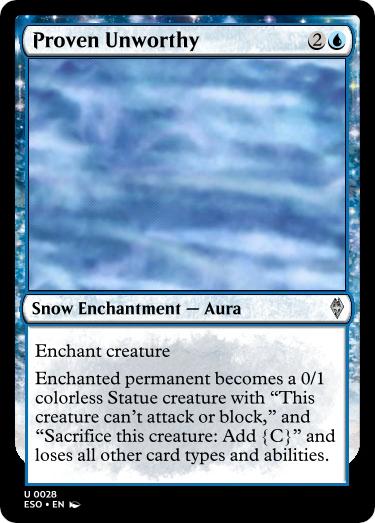 Proven Unworthy 2
Snow Enchantment — Aura
Enchant creature
Enchanted permanent becomes a 0/1
colorless Statue creature with “This
creature can’t attack or block,” and
“Sacrifice this creature: Add {C}” and
loses all other card types and abilities.
U 0028
ESO • EN